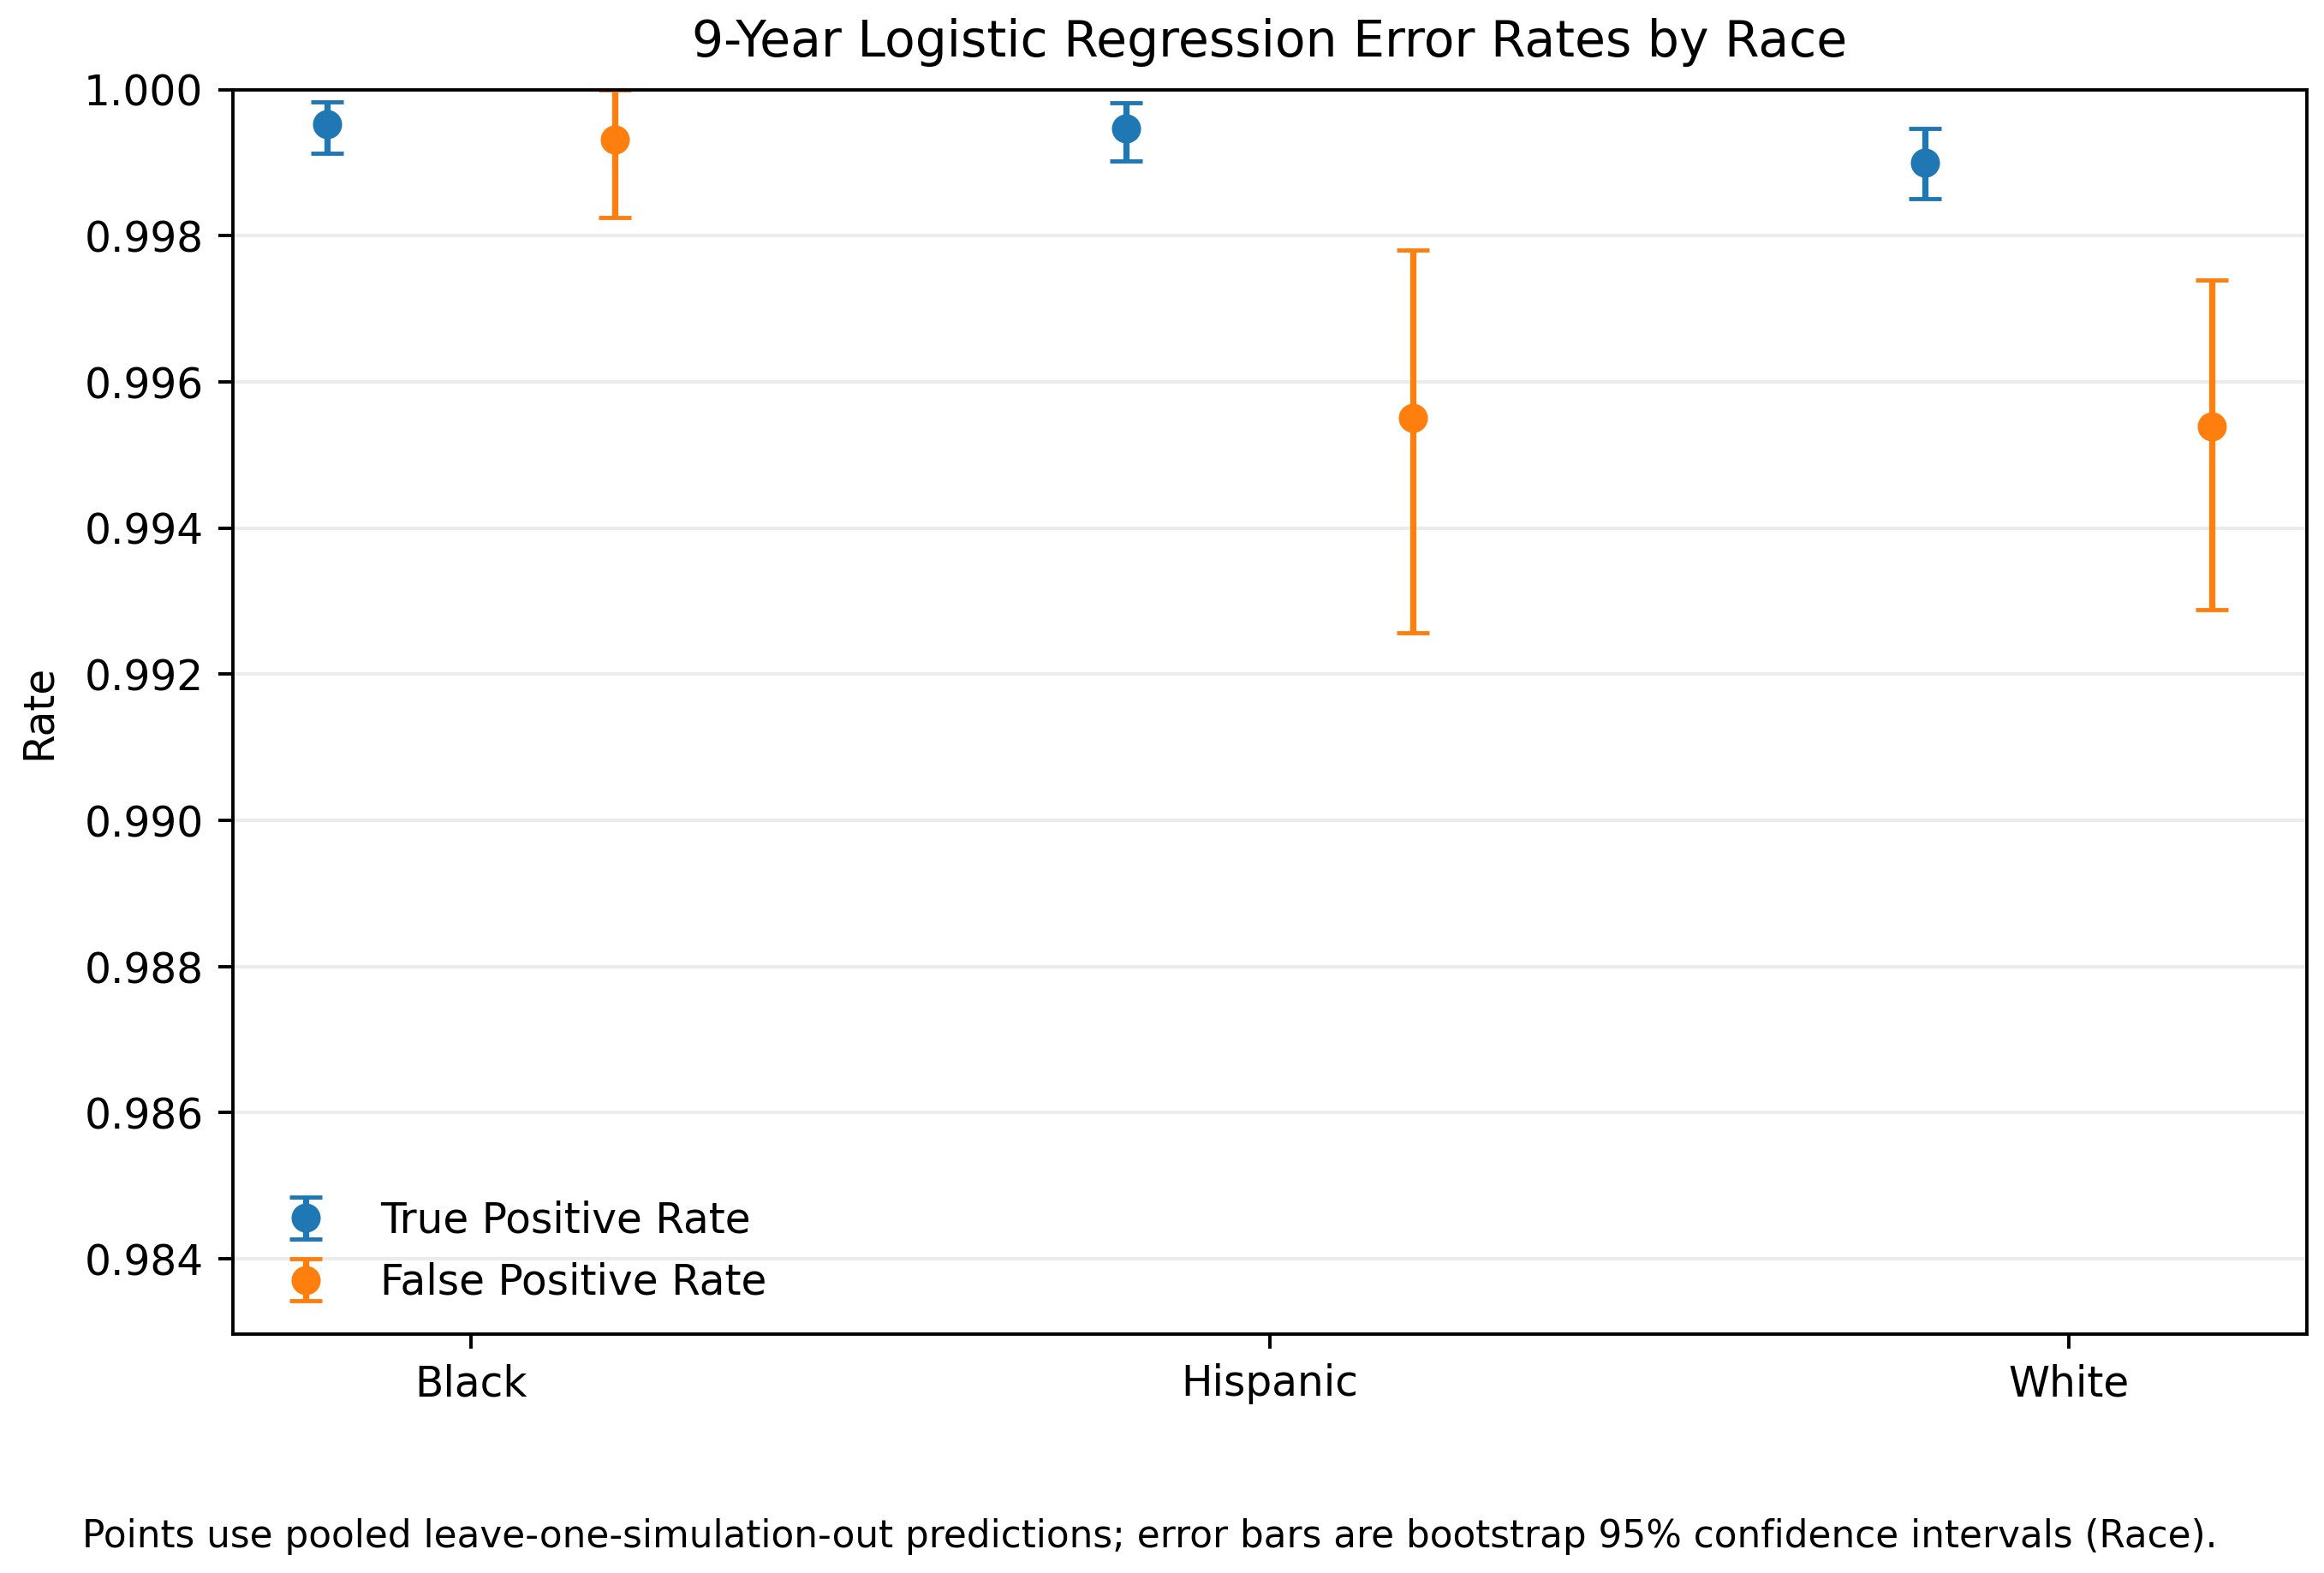 9-Year Logistic Regression Error Rates by Race
1.000
0.998
0.996
0.994
0.992
0.990
0.988
0.986
0.984
Rate
True Positive Rate
False Positive Rate
Black Hispanic White
Points use pooled leave-one-simulation-out predictions; error bars are bootstrap 95% confidence intervals (Race).